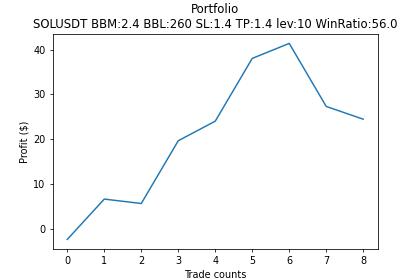 Portfolio
SOLUSDT BBM:2.4 BBL:260 SL:1.4 TP:1.4 lev:10 WinRatio:56.0
Profit ($)
40
30
20
10
0
0 1 2 3 4 5 6 7 8
Trade counts